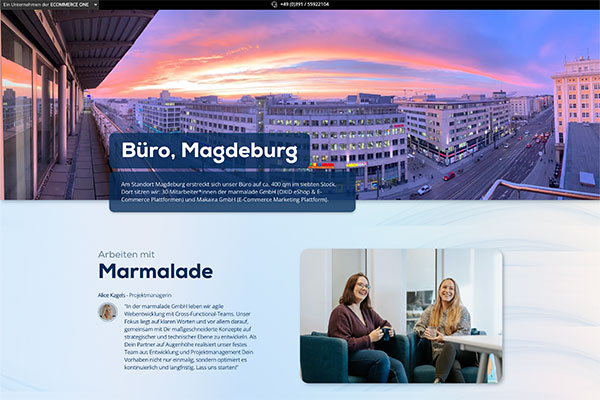 Ein Unternehmen der ECOMMERCE ONE
+49 (0)391 / 55922104
Büro, Magdeburg
Am Standort Magdeburg erstreckt sich unser Büro auf ca. 400 qm im siebten Stock.
Dort sitzen wir: 30 Mitarbeiter*innen der marmalade GmbH (OXID eShop & E-
Commerce Plattformen) und Makaira GmbH (E-Commerce Marketing Plattform).
Arbeiten mit
Marmalade
Alice Kagels - Projektmanagerin
"In der marmalade GmbH leben wir agile
Webentwicklung mit Cross-Functional-Teams. Unser
Fokus liegt auf klaren Worten und vor allem darauf,
gemeinsam mit Dir maßgeschneiderte Konzepte auf
strategischer und technischer Ebene zu entwickeln. Als
Dein Partner auf Augenhöhe realisiert unser festes
Team aus Entwicklung und Projektmanagement Dein
Vorhaben nicht nur einmalig, sondern optimiert es
kontinuierlich und langfristig. Lass uns starten!"